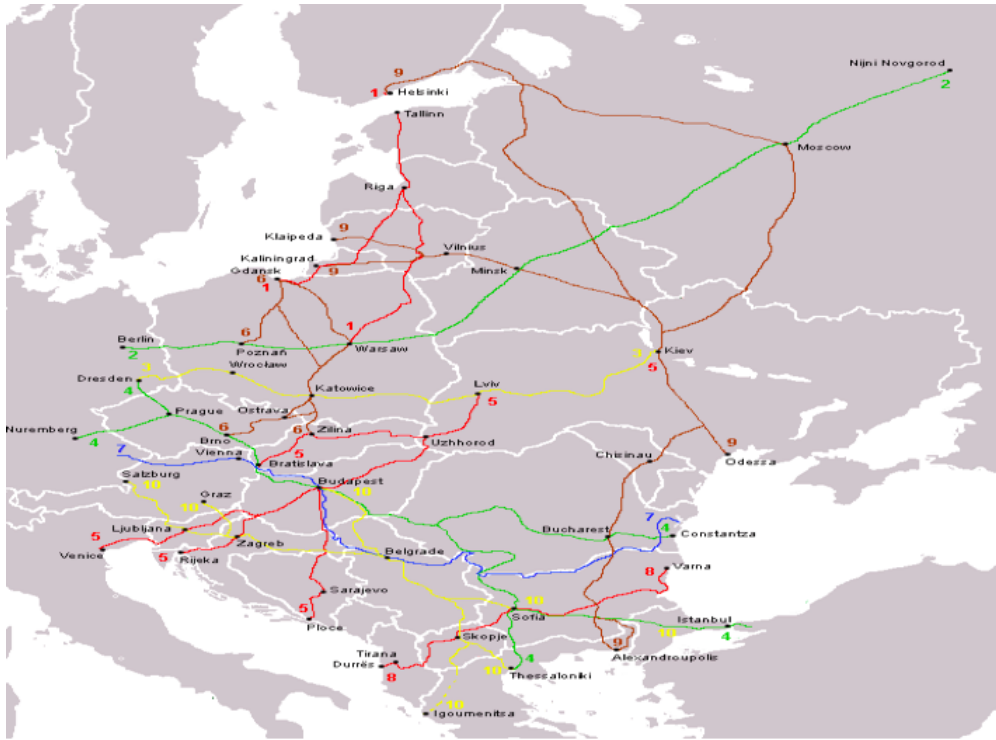 Nijni Novgorod
2
9
1 Helsinki
Tallinn
Moscow
Riga
9
Klaipeda
Vilnius
Kaliningrad
9
Minsk
Gdansk
6
1
6
1
Berlin
2
Poznań
Warsaw
3
Kiev
5
3
Wrocław
Dresden
4
Katowice
Lviv
5
Prague
Ostrava
Nuremberg
4
6
Brno
6
Zilina
5
Uzhhorod
9
Odessa
7
Vienna
Bratislava
Chisinau
Salzburg
10
Budapest
10
Graz
10
Ljubljana
5
Venice
5
Rijeka
Zagreb
Belgrade
Bucharest
7
4
Constantza
8
Varna
Sarajevo
5
Ploce
10
Sofia
Istanbul
10
4
Skopje
Tirana
Durrës
8
9
Alexandroupolis
10
4
Thessaloniki
10
Igoumenitsa